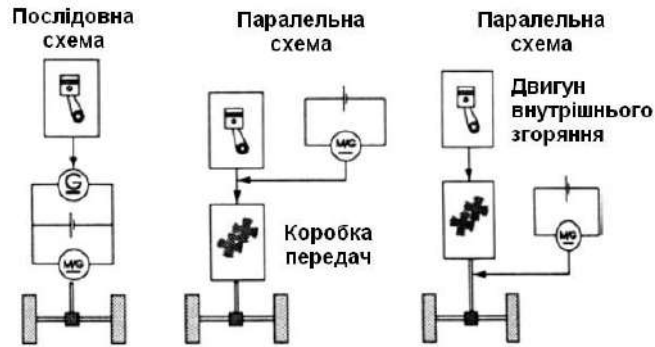 Послідовна
схема
Паралельна
схема
Паралельна
схема
Двигун
внутрішнього
згоряння
G
M/G
M/G
M/G
Коробка
передач